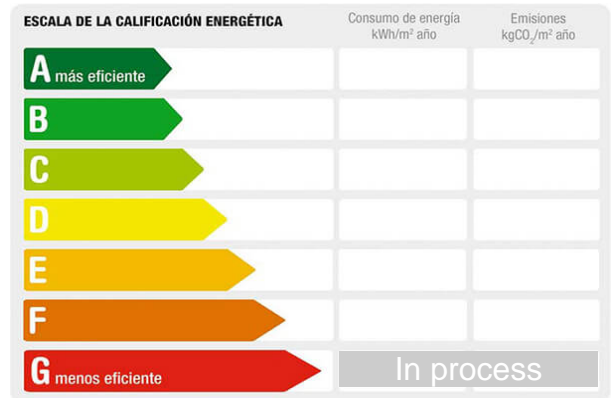 ESCALA DE LA CALIFICACIÓN ENERGÉTICA
Consumo de energía
kWh/m² año
Emisiones
kgCO₂/m² año
A más eficiente
B
C
D
E
F
G menos eficiente
In process